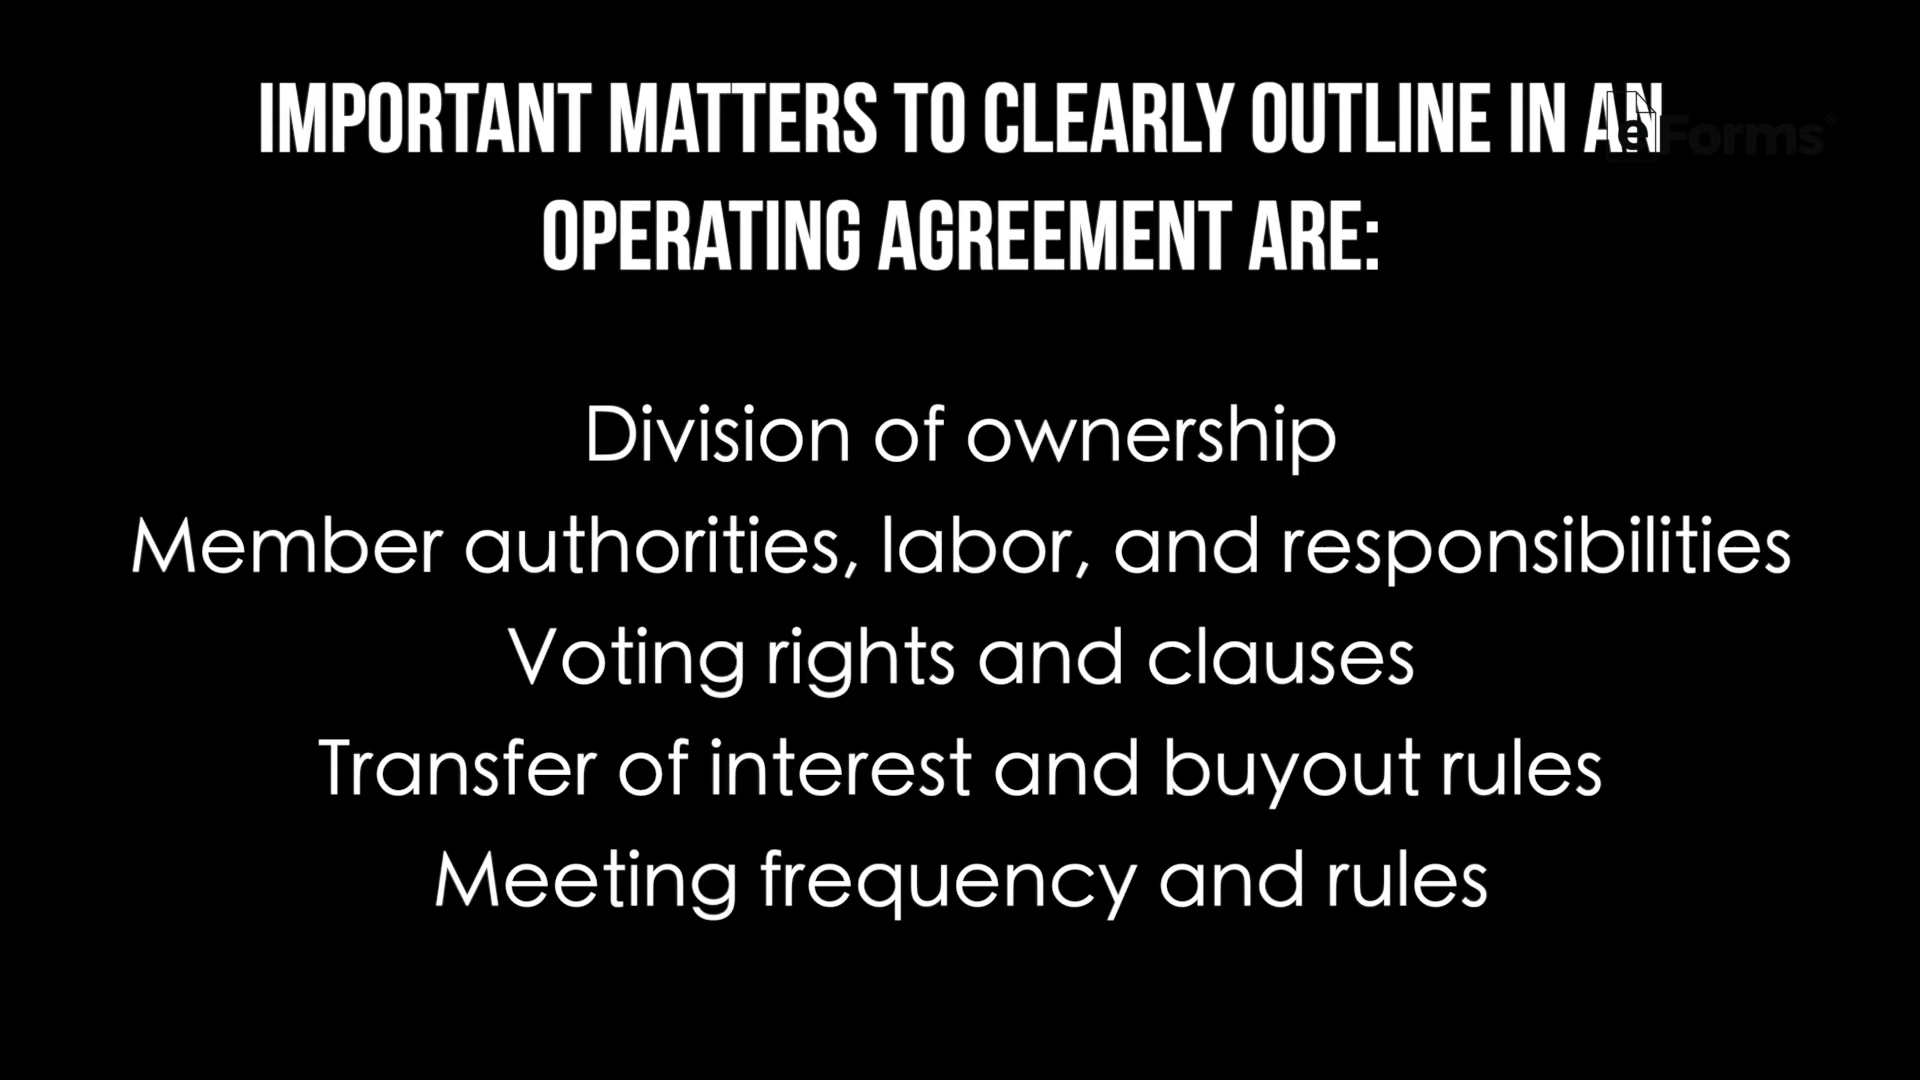 IMPORTANT MATTERS TO CLEARLY OUTLINE IN AN
OPERATING AGREEMENT ARE:
eForms®
Division of ownership
Member authorities, labor, and responsibilities
Voting rights and clauses
Transfer of interest and buyout rules
Meeting frequency and rules